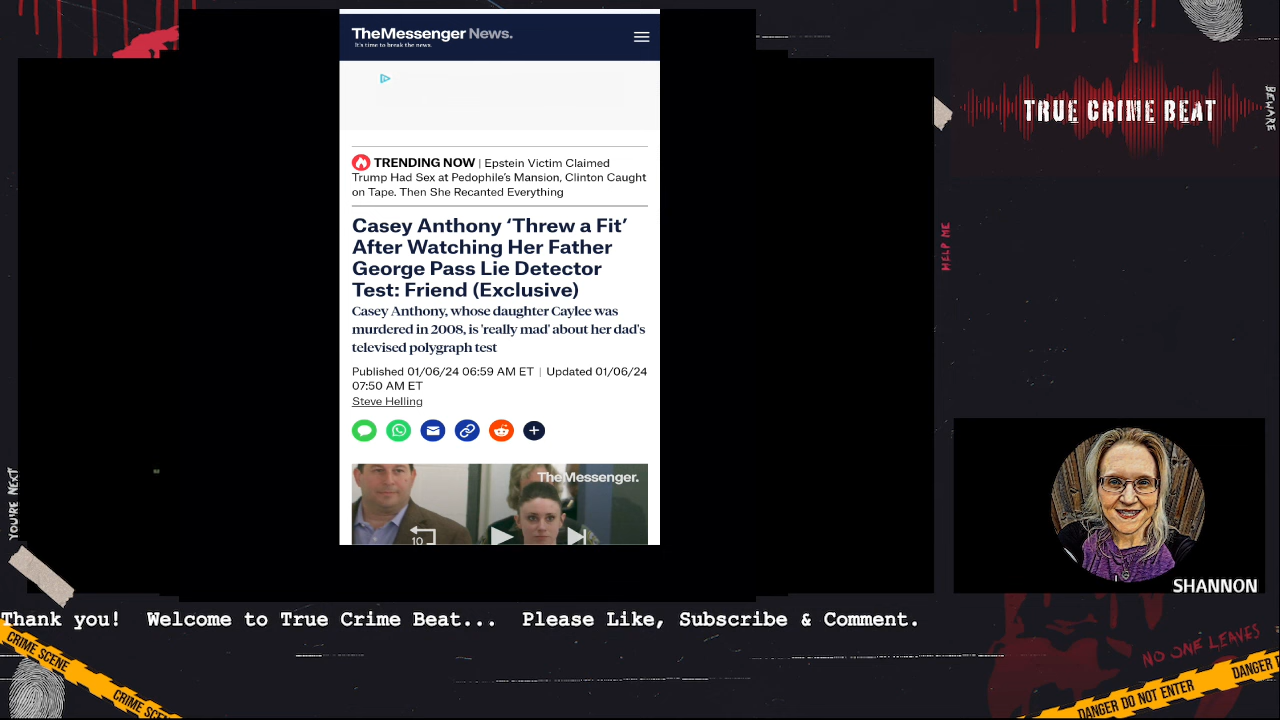 TheMessenger News.
It's time to break the news.
TRENDING NOW | Epstein Victim Claimed
Trump Had Sex at Pedophile's Mansion, Clinton Caught
on Tape. Then She Recanted Everything
Casey Anthony ‘Threw a Fit’
After Watching Her Father
George Pass Lie Detector
Test: Friend (Exclusive)
Casey Anthony, whose daughter Caylee was
murdered in 2008, is 'really mad' about her dad's
televised polygraph test
Published 01/06/24 06:59 AM ET | Updated 01/06/24
07:50 AM ET
Steve Helling
TheMessenger.
10
TRUE CRIME BEAT
BEWARE
HELP ME
YOU'RE NEXT
SHANNON
Thank you! Welcome to True Crime Beat... Please Like, Subscribe & Comment!
NO ONE LEAVES
CRIME SCENE
CRIME SCE
DANGER DO NOT ENTER
DANGER D